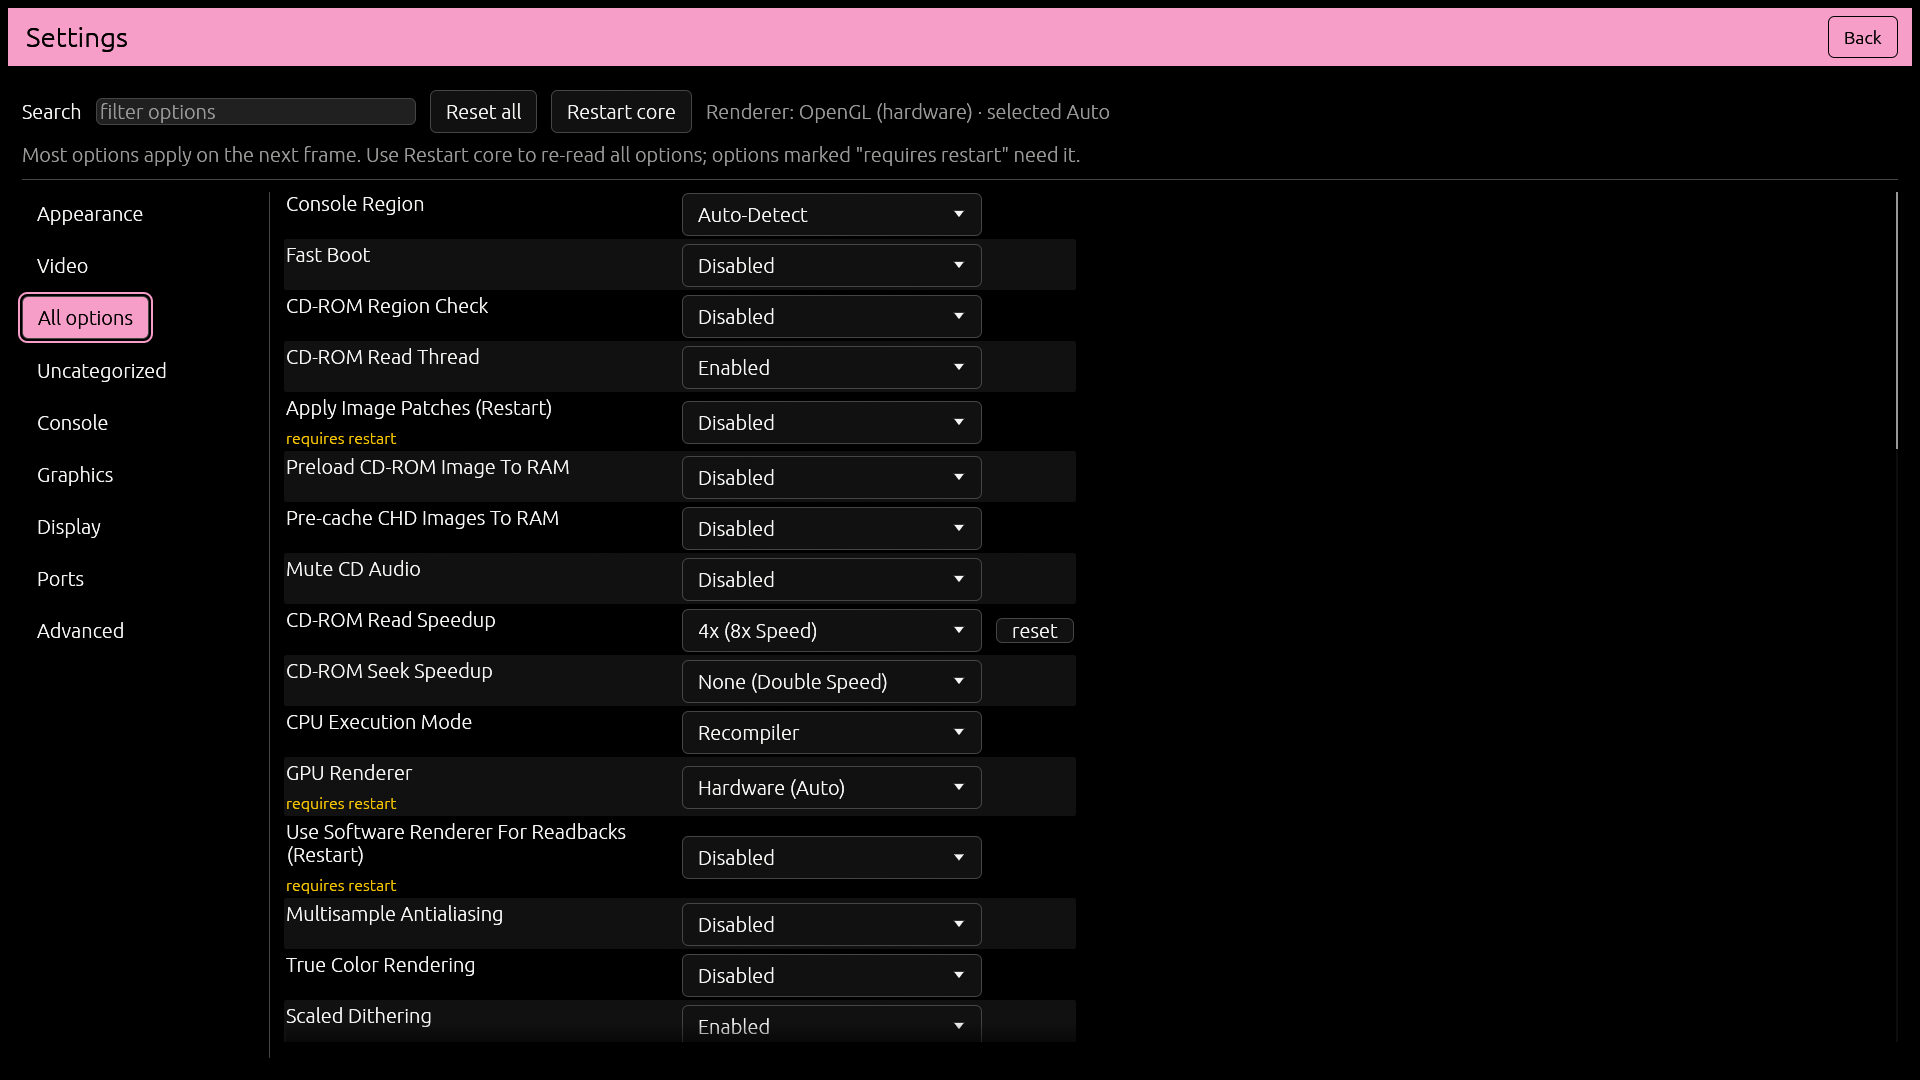 Settings
Back
Search
filter options
Reset all
Restart core
Renderer: OpenGL (hardware) · selected Auto
Most options apply on the next frame. Use Restart core to re-read all options; options marked "requires restart" need it.
Appearance
Video
All options
Uncategorized
Console
Graphics
Display
Ports
Advanced
Console Region
Auto-Detect
Fast Boot
Disabled
CD-ROM Region Check
Disabled
CD-ROM Read Thread
Enabled
Apply Image Patches (Restart)
requires restart
Disabled
Preload CD-ROM Image To RAM
Disabled
Pre-cache CHD Images To RAM
Disabled
Mute CD Audio
Disabled
CD-ROM Read Speedup
4x (8x Speed)
reset
CD-ROM Seek Speedup
None (Double Speed)
CPU Execution Mode
Recompiler
GPU Renderer
requires restart
Hardware (Auto)
Use Software Renderer For Readbacks
(Restart)
requires restart
Disabled
Multisample Antialiasing
Disabled
True Color Rendering
Disabled
Scaled Dithering
Enabled